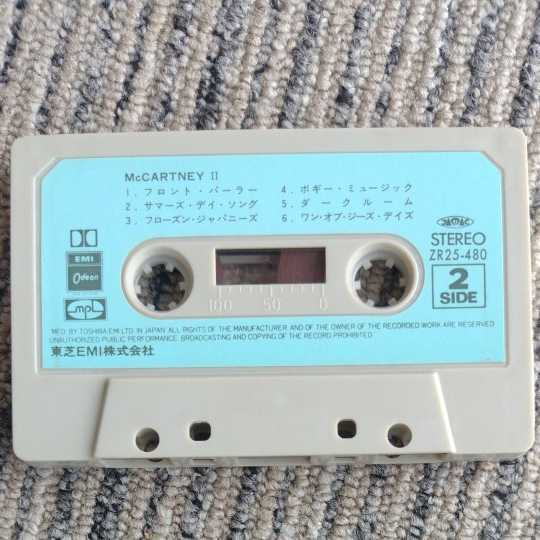 McCARTNEY II
1. フロント・パーラー
2. サマーズ・デイ・ソング
3. フローズン・ジャパニーズ
4. ボギー・ミュージック
5. ダークルーム
6. ワン・オブ・ジーズ・デイズ
EMI
Odeon
mpl
STEREO
ZR25-480
2
SIDE
100 50 0
MFD. BY TOSHIBA EMI LTD. IN JAPAN. ALL RIGHTS OF THE MANUFACTURER AND OF THE OWNER OF THE RECORDED WORK ARE RESERVED
UNAUTHORIZED PUBLIC PERFORMANCE, BROADCASTING AND COPYING OF THE RECORD PROHIBITED
東芝EMI株式会社